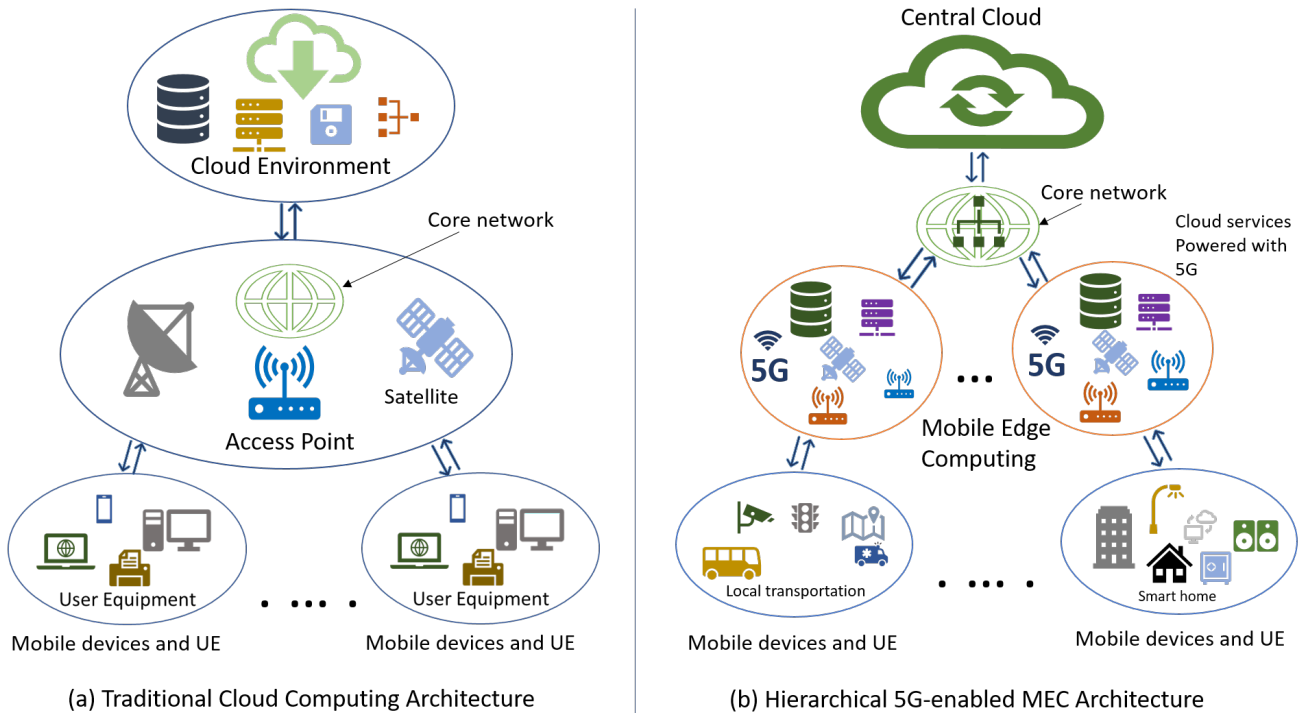 Cloud Environment
Core network
Satellite
Access Point
User Equipment
User Equipment
Mobile devices and UE
Mobile devices and UE
(a) Traditional Cloud Computing Architecture
Central Cloud
Core network
Cloud services
Powered with
5G
5G
5G
Mobile Edge
Computing
Local transportation
Smart home
Mobile devices and UE
Mobile devices and UE
(b) Hierarchical 5G-enabled MEC Architecture